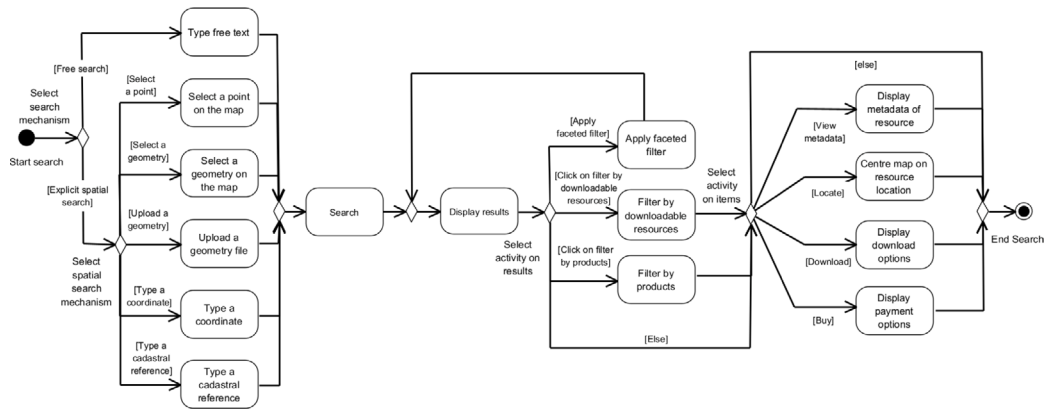 Type free text
[Free search]
Select
search
mechanism
Start search
[Explicit spatial
search]
Select
spatial
search
mechanism
[Select
a point]
Select a point
on the map
[Select a
geometry]
Select a
geometry on
the map
[Upload a
geometry]
Upload a
geometry file
[Type a
coordinate]
Type a
coordinate
[Type a
cadastral
reference]
Type a
cadastral
reference
Search
Display results
Select
activity on
results
[Apply
faceted filter]
Apply faceted
filter
[Click on filter by
downloadable
resources]
Filter by
downloadable
resources
[Click on filter
by products]
Filter by
products
[Else]
Select
activity
on items
[else]
[View
metadata]
Display
metadata of
resource
[Locate]
Centre map on
resource
location
[Download]
Display
download
options
[Buy]
Display
payment
options
End Search